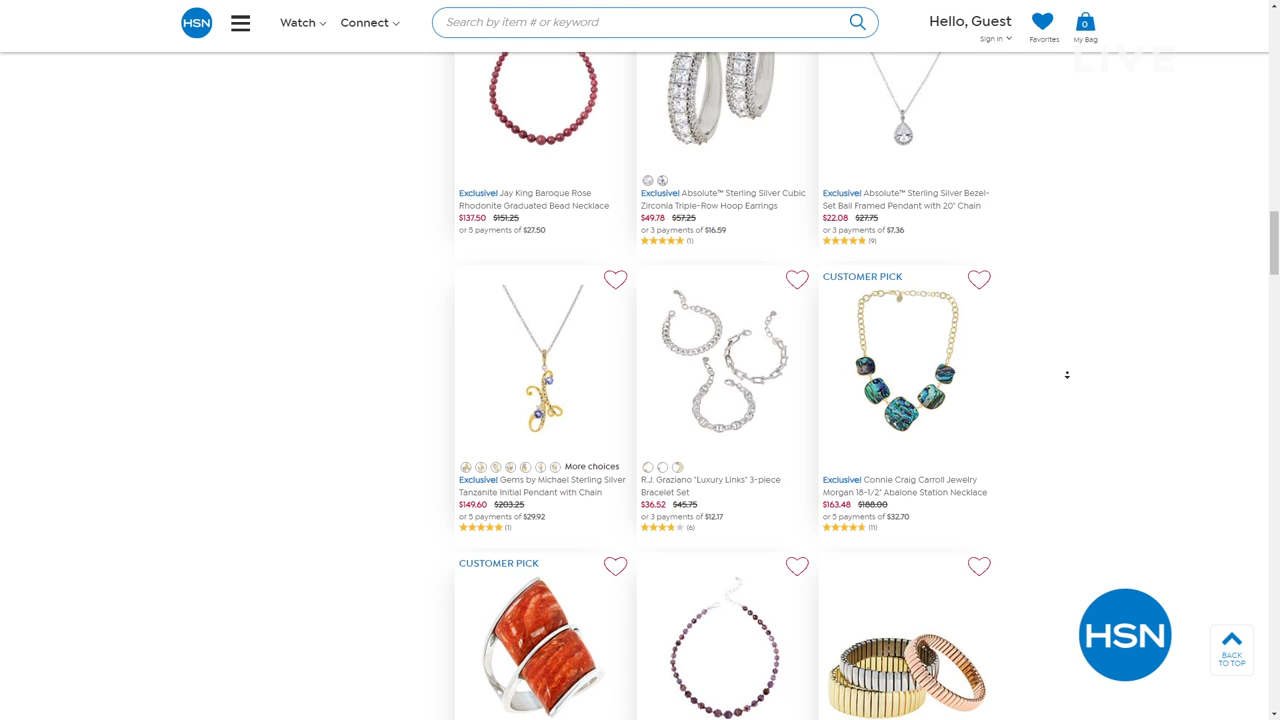 HSN
Watch
Connect
Search by item # or keyword
Hello, Guest
Sign In
Favorites
0
My Bag
LIVE
Exclusive! Jay King Baroque Rose
Rhodonite Graduated Bead Necklace
$137.50 $151.25
or 5 payments of $27.50
Exclusive! Absolute™ Sterling Silver Cubic
Zirconia Triple-Row Hoop Earrings
$49.78 $57.25
or 3 payments of $16.59
(1)
Exclusive! Absolute™ Sterling Silver Bezel-
Set Bail Framed Pendant with 20" Chain
$22.08 $27.75
or 3 payments of $7.36
(9)
More choices
Exclusive! Gems by Michael Sterling Silver
Tanzanite Initial Pendant with Chain
$149.60 $203.25
or 5 payments of $29.92
(1)
R.J. Graziano "Luxury Links" 3-piece
Bracelet Set
$36.52 $45.75
or 3 payments of $12.17
(6)
CUSTOMER PICK
Exclusive! Connie Craig Carroll Jewelry
Morgan 18-1/2" Abalone Station Necklace
$163.48 $188.00
or 5 payments of $32.70
(11)
CUSTOMER PICK
HSN
BACK
TO TOP